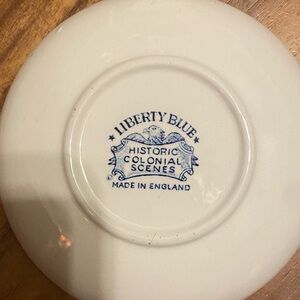 ★ LIBERTY BLUE ★
HISTORIC
COLONIAL
SCENES
MADE IN ENGLAND